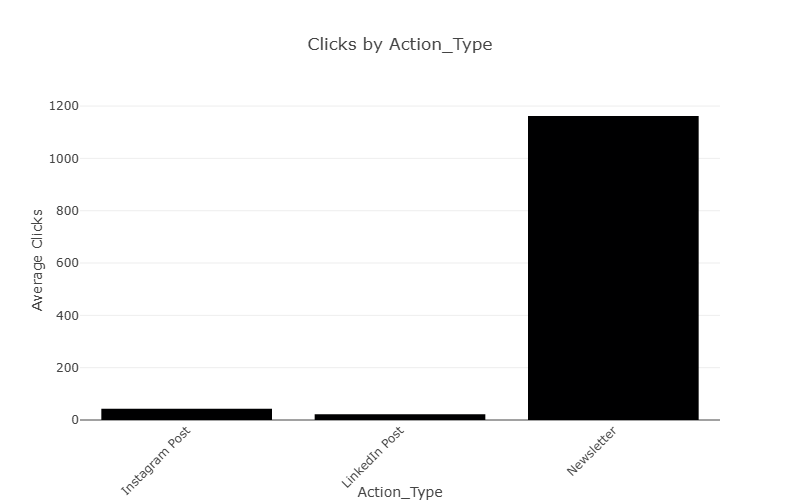 Clicks by Action_Type
1200
1000
800
600
400
200
0
Average Clicks
Instagram Post
LinkedIn Post
Newsletter
Action_Type